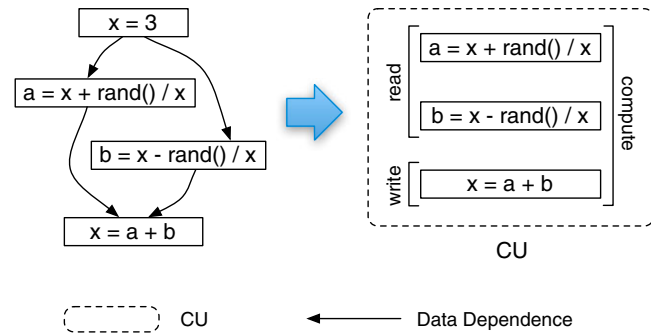 x = 3
a = x + rand() / x
b = x - rand() / x
x = a + b
read
a = x + rand() / x
b = x - rand() / x
write
x = a + b
compute
CU
CU
Data Dependence